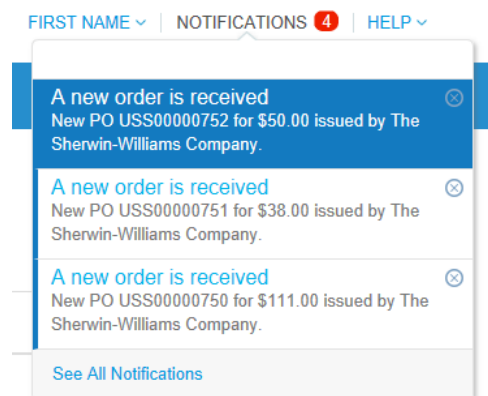 FIRST NAME NOTIFICATIONS 4 HELP
A new order is received
New PO USS00000752 for $50.00 issued by The
Sherwin-Williams Company.
A new order is received
New PO USS00000751 for $38.00 issued by The
Sherwin-Williams Company.
A new order is received
New PO USS00000750 for $111.00 issued by The
Sherwin-Williams Company.
See All Notifications